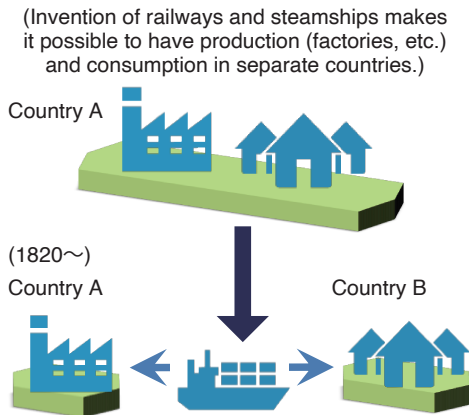 (Invention of railways and steamships makes
it possible to have production (factories, etc.)
and consumption in separate countries.)
Country A
(1820～)
Country A
Country B